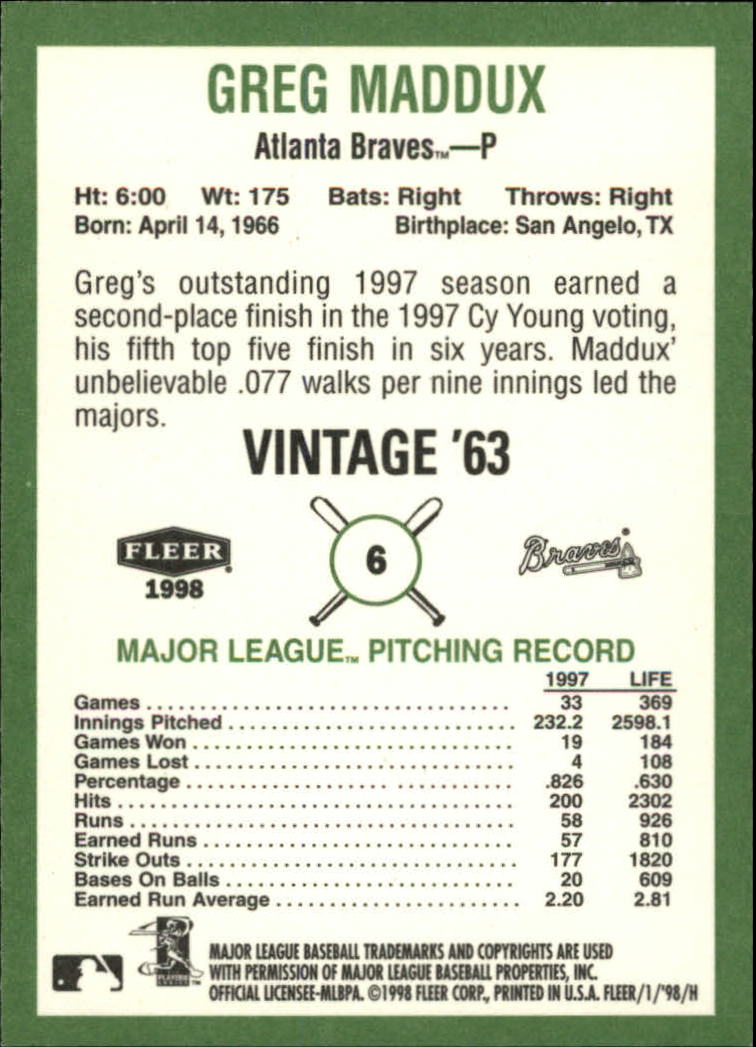 GREG MADDUX
Atlanta Braves™—P
Ht: 6:00 Wt: 175 Bats: Right Throws: Right
Born: April 14, 1966 Birthplace: San Angelo, TX
Greg's outstanding 1997 season earned a
second-place finish in the 1997 Cy Young voting,
his fifth top five finish in six years. Maddux'
unbelievable .077 walks per nine innings led the
majors.
VINTAGE '63
FLEER
1998
6
Braves
MAJOR LEAGUE™ PITCHING RECORD
1997 LIFE
Games 33 369
Innings Pitched 232.2 2598.1
Games Won 19 184
Games Lost 4 108
Percentage .826 .630
Hits 200 2302
Runs 58 926
Earned Runs 57 810
Strike Outs 177 1820
Bases On Balls 20 609
Earned Run Average 2.20 2.81
MAJOR LEAGUE BASEBALL TRADEMARKS AND COPYRIGHTS ARE USED
WITH PERMISSION OF MAJOR LEAGUE BASEBALL PROPERTIES, INC.
OFFICIAL LICENSEE-MLBPA. ©1998 FLEER CORP., PRINTED IN U.S.A. FLEER/1/'98/H